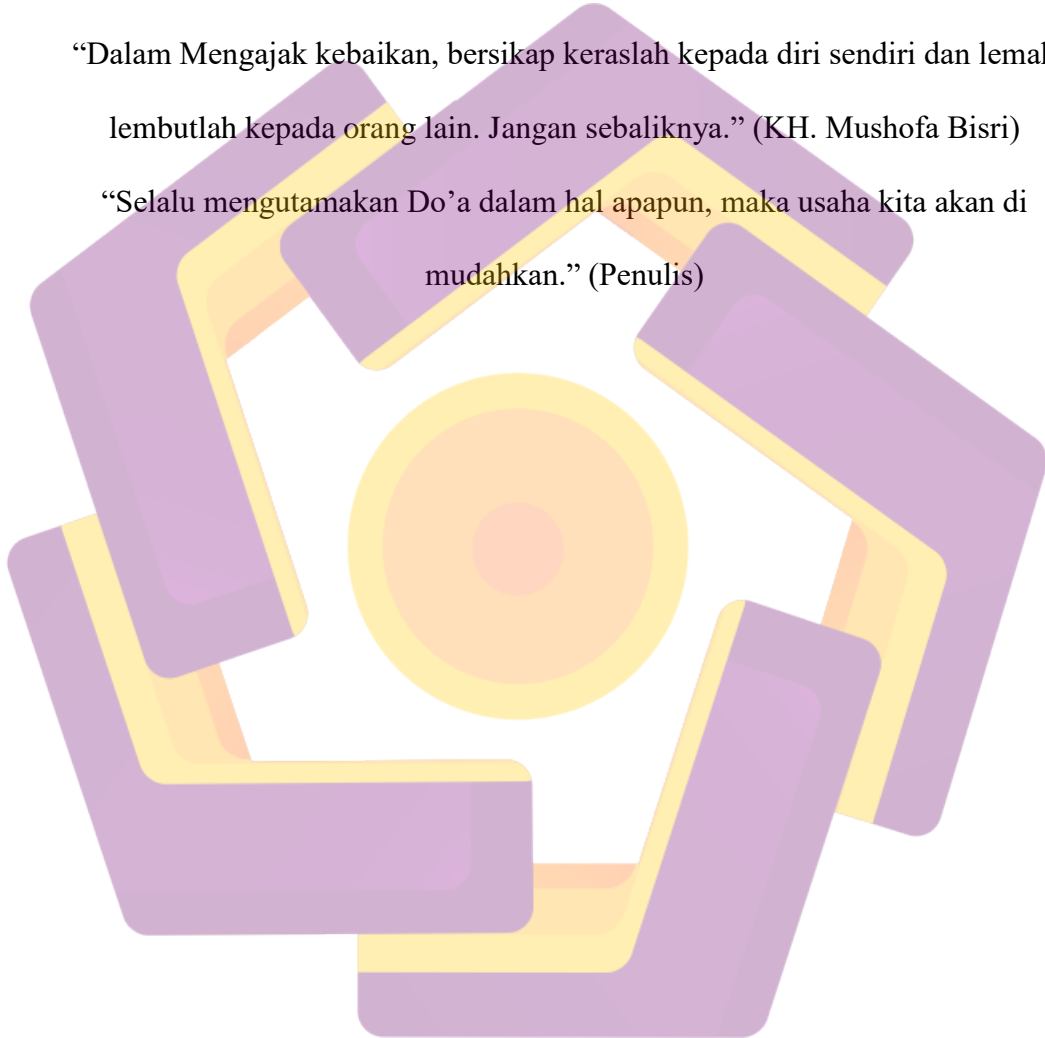 “Dalam Mengajak kebaikan, bersikap keraslah kepada diri sendiri dan lemah
lembutlah kepada orang lain. Jangan sebaliknya.” (KH. Mushofa Bisri)
“Selalu mengutamakan Do’a dalam hal apapun, maka usaha kita akan di
mudahkan.” (Penulis)